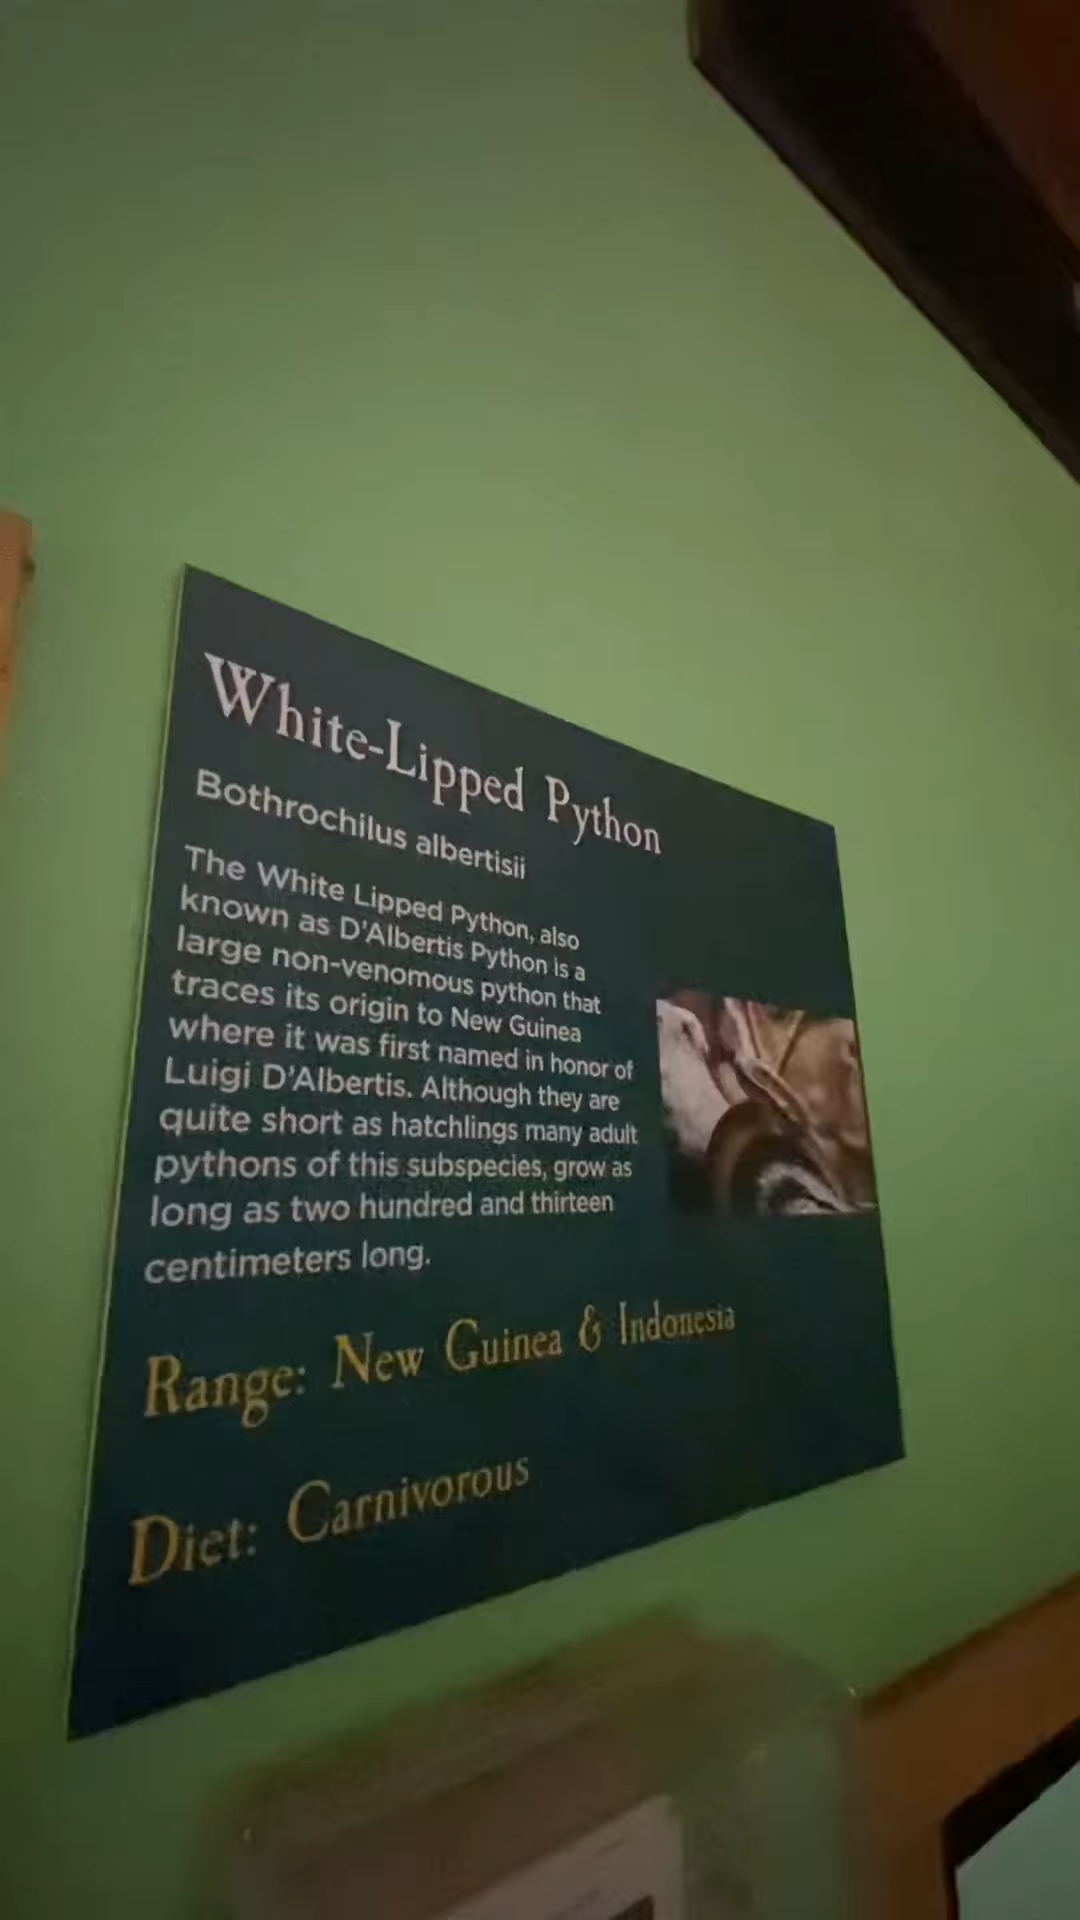 White-Lipped Python
Bothrochilus albertisii
The White Lipped Python, also
known as D'Albertis Python is a
large non-venomous python that
traces its origin to New Guinea
where it was first named in honor of
Luigi D'Albertis. Although they are
quite short as hatchlings many adult
pythons of this subspecies, grow as
long as two hundred and thirteen
centimeters long.
Range: New Guinea & Indonesia
Diet: Carnivorous